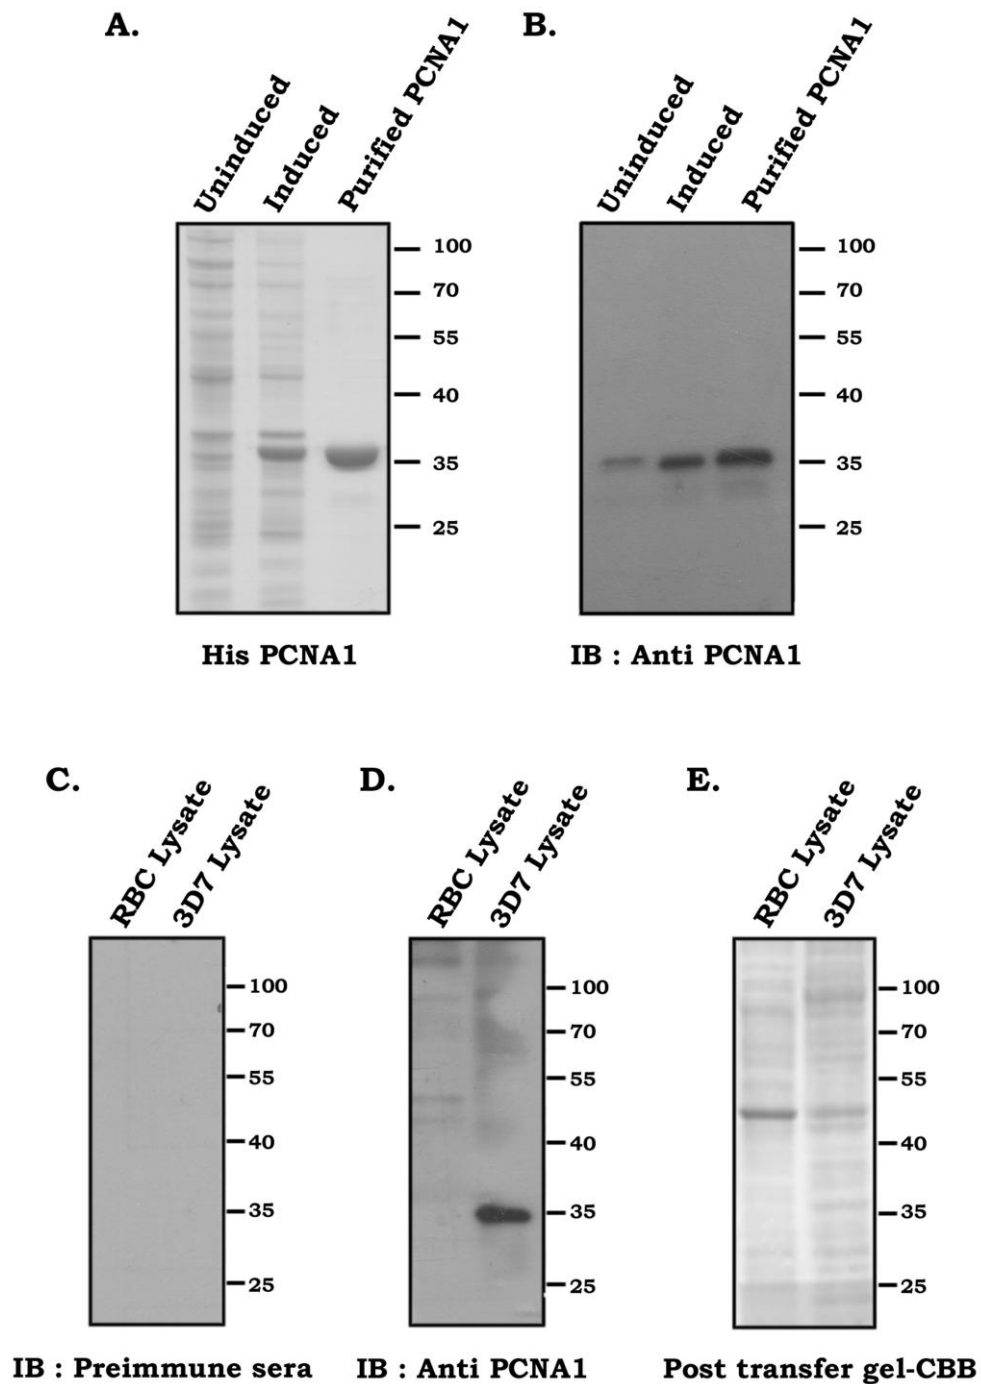 A.
Uninduced
Induced
Purified PCNA1
100
70
55
40
35
25
His PCNA1
B.
Uninduced
Induced
Purified PCNA1
100
70
55
40
35
25
IB : Anti PCNA1
C.
RBC Lysate
3D7 Lysate
100
70
55
40
35
25
IB : Preimmune sera
D.
RBC Lysate
3D7 Lysate
100
70
55
40
35
25
IB : Anti PCNA1
E.
RBC Lysate
3D7 Lysate
100
70
55
40
35
25
Post transfer gel-CBB